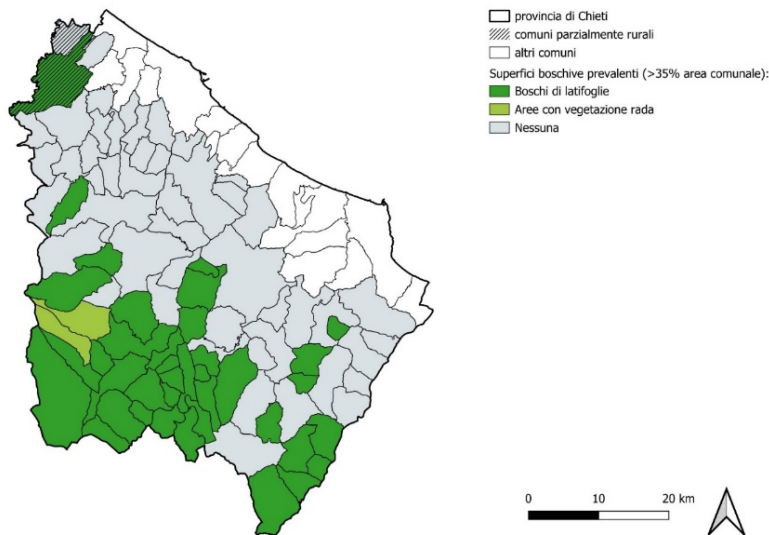 provincia di Chieti
comuni parzialmente rurali
altri comuni
Superfici boschive prevalenti (>35% area comunale):
Boschi di latifoglie
Aree con vegetazione rada
Nessuna
0 10 20 km